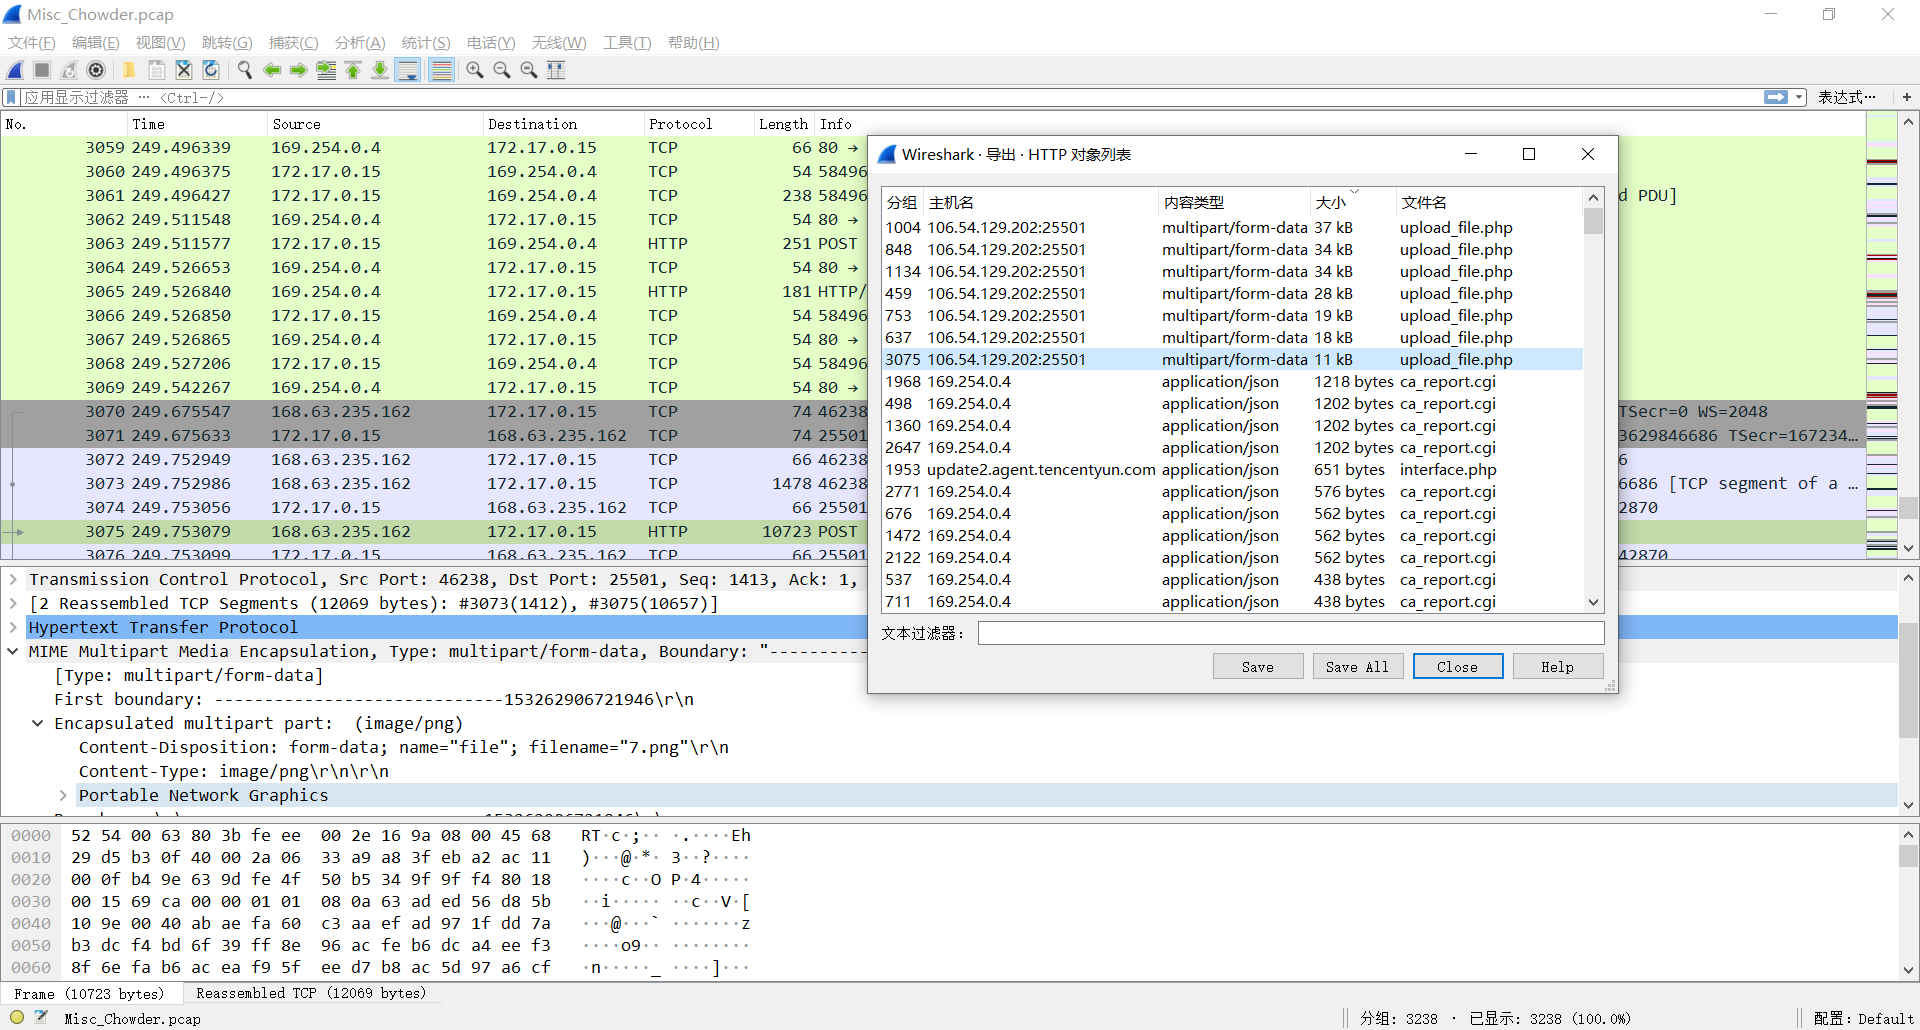 Misc_Chowder.pcap
文件(F) 编辑(E) 视图(V) 跳转(G) 捕获(C) 分析(A) 统计(S) 电话(Y) 无线(W) 工具(T) 帮助(H)
应用显示过滤器 … <Ctrl-/> 表达式… +
No. Time Source Destination Protocol Length Info
3059 249.496339 169.254.0.4 172.17.0.15 TCP 66 80 →
3060 249.496375 172.17.0.15 169.254.0.4 TCP 54 58496
3061 249.496427 172.17.0.15 169.254.0.4 TCP 238 58496 d PDU]
3062 249.511548 169.254.0.4 172.17.0.15 TCP 54 80 →
3063 249.511577 172.17.0.15 169.254.0.4 HTTP 251 POST
3064 249.526653 169.254.0.4 172.17.0.15 TCP 54 80 →
3065 249.526840 169.254.0.4 172.17.0.15 HTTP 181 HTTP/
3066 249.526850 172.17.0.15 169.254.0.4 TCP 54 58496
3067 249.526865 169.254.0.4 172.17.0.15 TCP 54 80 →
3068 249.527206 172.17.0.15 169.254.0.4 TCP 54 58496
3069 249.542267 169.254.0.4 172.17.0.15 TCP 54 80 →
3070 249.675547 168.63.235.162 172.17.0.15 TCP 74 46238 TSecr=0 WS=2048
3071 249.675633 172.17.0.15 168.63.235.162 TCP 74 25501 3629846686 TSecr=167234…
3072 249.752949 168.63.235.162 172.17.0.15 TCP 66 46238 6
3073 249.752986 168.63.235.162 172.17.0.15 TCP 1478 46238 6686 [TCP segment of a …
3074 249.753056 172.17.0.15 168.63.235.162 TCP 66 25501 2870
3075 249.753079 168.63.235.162 172.17.0.15 HTTP 10723 POST
3076 249.753099 172.17.0.15 168.63.235.162 TCP 66 25501 42870
Wireshark · 导出 · HTTP 对象列表
分组 主机名 内容类型 大小 文件名
1004 106.54.129.202:25501 multipart/form-data 37 kB upload_file.php
848 106.54.129.202:25501 multipart/form-data 34 kB upload_file.php
1134 106.54.129.202:25501 multipart/form-data 34 kB upload_file.php
459 106.54.129.202:25501 multipart/form-data 28 kB upload_file.php
753 106.54.129.202:25501 multipart/form-data 19 kB upload_file.php
637 106.54.129.202:25501 multipart/form-data 18 kB upload_file.php
3075 106.54.129.202:25501 multipart/form-data 11 kB upload_file.php
1968 169.254.0.4 application/json 1218 bytes ca_report.cgi
498 169.254.0.4 application/json 1202 bytes ca_report.cgi
1360 169.254.0.4 application/json 1202 bytes ca_report.cgi
2647 169.254.0.4 application/json 1202 bytes ca_report.cgi
1953 update2.agent.tencentyun.com application/json 651 bytes interface.php
2771 169.254.0.4 application/json 576 bytes ca_report.cgi
676 169.254.0.4 application/json 562 bytes ca_report.cgi
1472 169.254.0.4 application/json 562 bytes ca_report.cgi
2122 169.254.0.4 application/json 562 bytes ca_report.cgi
537 169.254.0.4 application/json 438 bytes ca_report.cgi
711 169.254.0.4 application/json 438 bytes ca_report.cgi
文本过滤器:
Save Save All Close Help
Transmission Control Protocol, Src Port: 46238, Dst Port: 25501, Seq: 1413, Ack: 1,
[2 Reassembled TCP Segments (12069 bytes): #3073(1412), #3075(10657)]
Hypertext Transfer Protocol
MIME Multipart Media Encapsulation, Type: multipart/form-data, Boundary: "----------
[Type: multipart/form-data]
First boundary: -----------------------------153262906721946\r\n
Encapsulated multipart part:  (image/png)
Content-Disposition: form-data; name="file"; filename="7.png"\r\n
Content-Type: image/png\r\n\r\n
Portable Network Graphics
0000 52 54 00 63 80 3b fe ee 00 2e 16 9a 08 00 45 68 RT·c·;·· ·.····Eh
0010 29 d5 b3 0f 40 00 2a 06 33 a9 a8 3f eb a2 ac 11 )···@·*· 3··?····
0020 00 0f b4 9e 63 9d fe 4f 50 b5 34 9f 9f f4 80 18 ····c··O P·4·····
0030 00 15 69 ca 00 00 01 01 08 0a 63 ad ed 56 d8 5b ··i····· ··c··V·[
0040 10 9e 00 40 ab ae fa 60 c3 aa ef ad 97 1f dd 7a ···@···` ·······z
0050 b3 dc f4 bd 6f 39 ff 8e 96 ac fe b6 dc a4 ee f3 ····o9·· ········
0060 8f 6e fa b6 ac ea f9 5f ee d7 b8 ac 5d 97 a6 cf ·n·····_ ····]···
Frame (10723 bytes) Reassembled TCP (12069 bytes)
Misc_Chowder.pcap 分组: 3238 · 已显示: 3238 (100.0%) 配置: Default